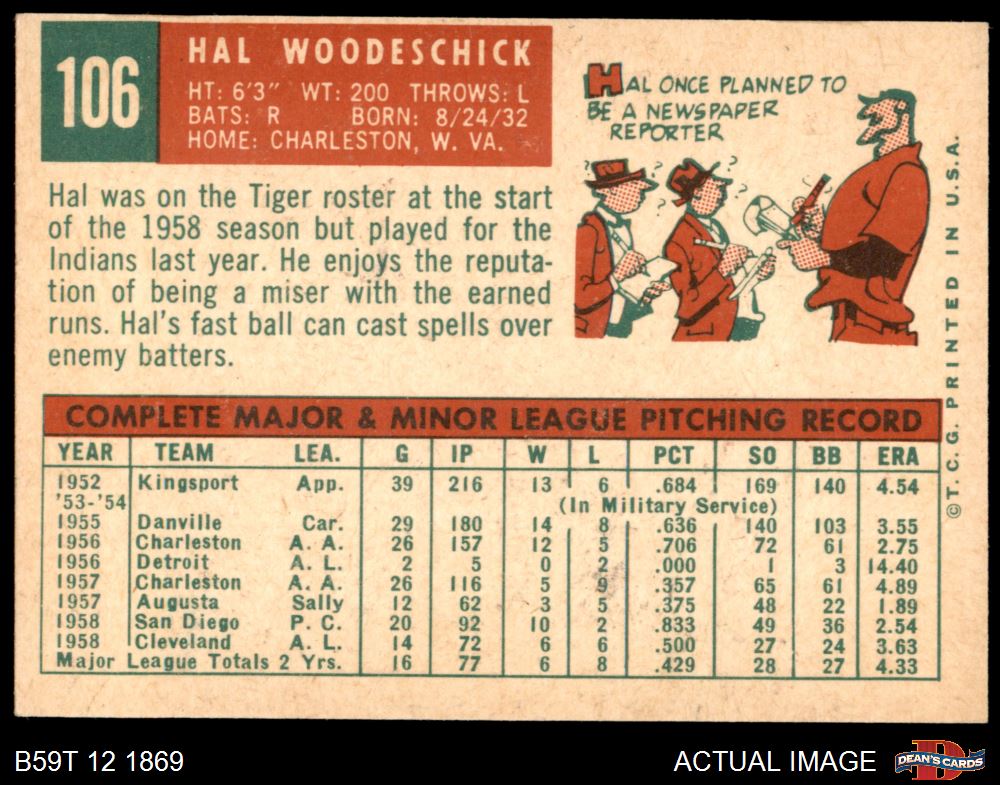 106
HAL WOODESCHICK
HT: 6'3" WT: 200 THROWS: L
BATS: R BORN: 8/24/32
HOME: CHARLESTON, W. VA.
Hal was on the Tiger roster at the start
of the 1958 season but played for the
Indians last year. He enjoys the reputa-
tion of being a miser with the earned
runs. Hal's fast ball can cast spells over
enemy batters.
HAL ONCE PLANNED TO
BE A NEWSPAPER
REPORTER
? ? ? ? ? ?
©T. C. G. PRINTED IN U.S.A.
COMPLETE MAJOR & MINOR LEAGUE PITCHING RECORD
YEAR TEAM LEA. G IP W L PCT SO BB ERA
1952 Kingsport App. 39 216 13 6 .684 169 140 4.54
'53-'54 (In Military Service)
1955 Danville Car. 29 180 14 8 .636 140 103 3.55
1956 Charleston A. A. 26 157 12 5 .706 72 61 2.75
1956 Detroit A. L. 2 5 0 2 .000 1 3 14.40
1957 Charleston A. A. 26 116 5 9 .357 65 61 4.89
1957 Augusta Sally 12 62 3 5 .375 48 22 1.89
1958 San Diego P. C. 20 92 10 2 .833 49 36 2.54
1958 Cleveland A. L. 14 72 6 6 .500 27 24 3.63
Major League Totals 2 Yrs. 16 77 6 8 .429 28 27 4.33
B59T 12 1869
ACTUAL IMAGE
DEAN'S CARDS